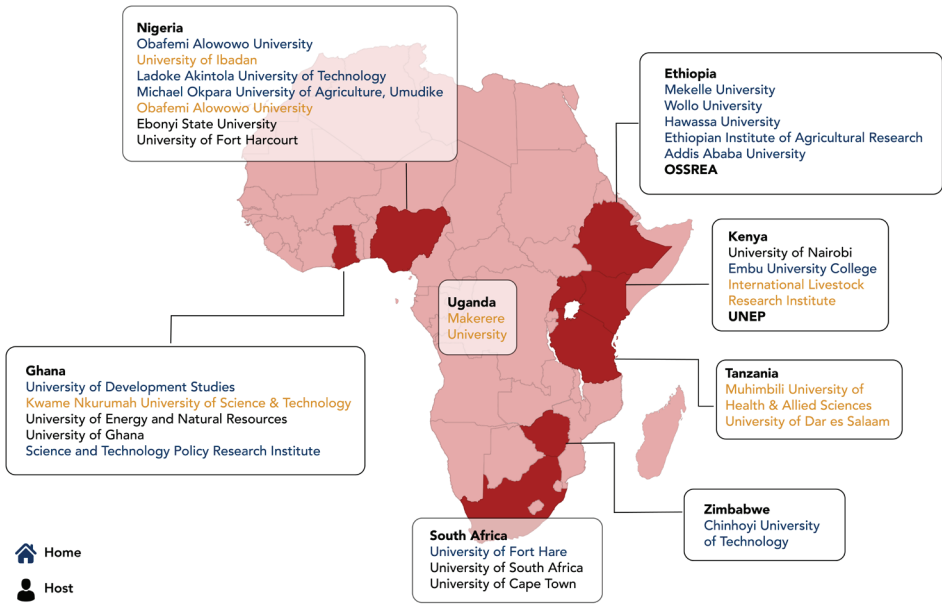 Nigeria
Obafemi Alowowo University
University of Ibadan
Ladoke Akintola University of Technology
Michael Okpara University of Agriculture, Umudike
Obafemi Alowowo University
Ebonyi State University
University of Fort Harcourt
Ethiopia
Mekelle University
Wollo University
Hawassa University
Ethiopian Institute of Agricultural Research
Addis Ababa University
OSSREA
Kenya
University of Nairobi
Embu University College
International Livestock
Research Institute
UNEP
Uganda
Makerere
University
Ghana
University of Development Studies
Kwame Nkurumah University of Science & Technology
University of Energy and Natural Resources
University of Ghana
Science and Technology Policy Research Institute
Tanzania
Muhimbili University of
Health & Allied Sciences
University of Dar es Salaam
Zimbabwe
Chinhoyi University
of Technology
South Africa
University of Fort Hare
University of South Africa
University of Cape Town
Home
Host